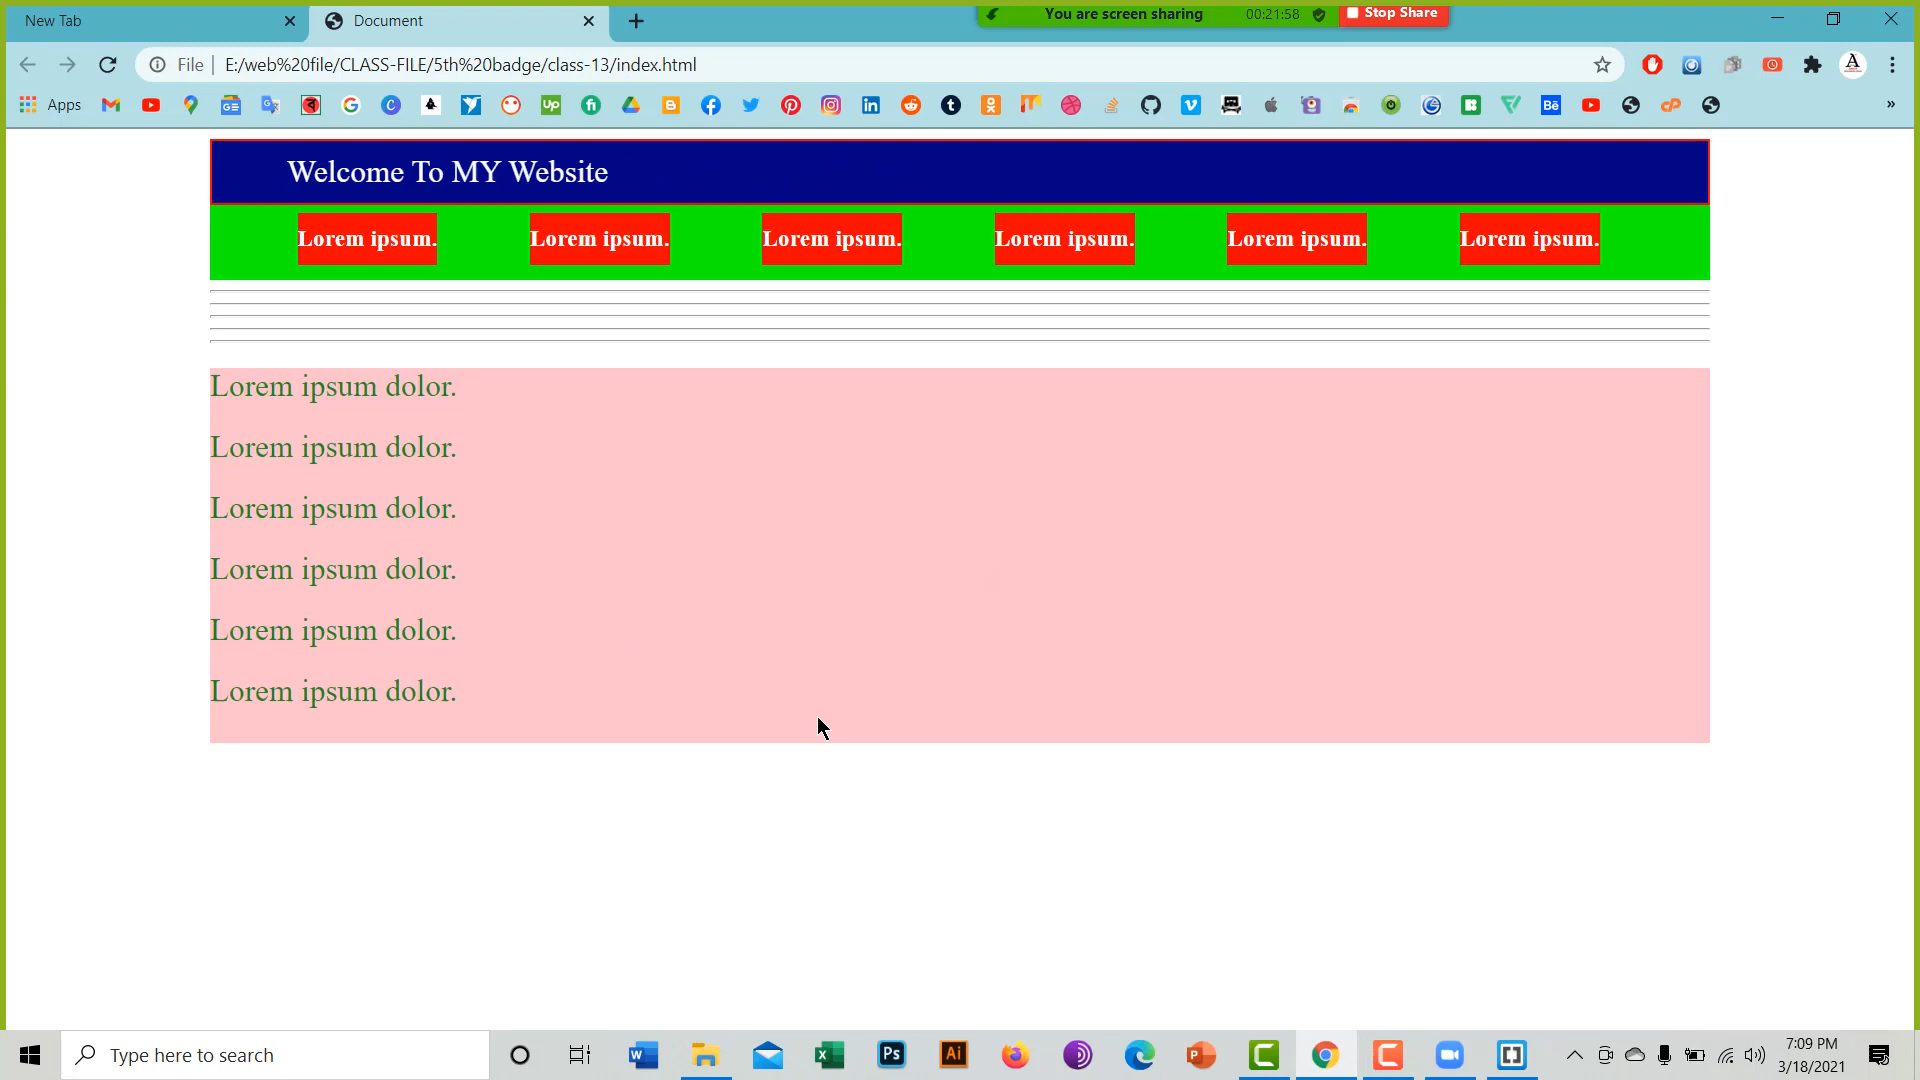 New Tab
Document
You are screen sharing
00:21:58
Stop Share
File
E:/web%20file/CLASS-FILE/5th%20badge/class-13/index.html
Apps
Welcome To MY Website
Lorem ipsum. Lorem ipsum. Lorem ipsum. Lorem ipsum. Lorem ipsum. Lorem ipsum.
Lorem ipsum dolor.
Lorem ipsum dolor.
Lorem ipsum dolor.
Lorem ipsum dolor.
Lorem ipsum dolor.
Lorem ipsum dolor.
Type here to search
7:09 PM
3/18/2021